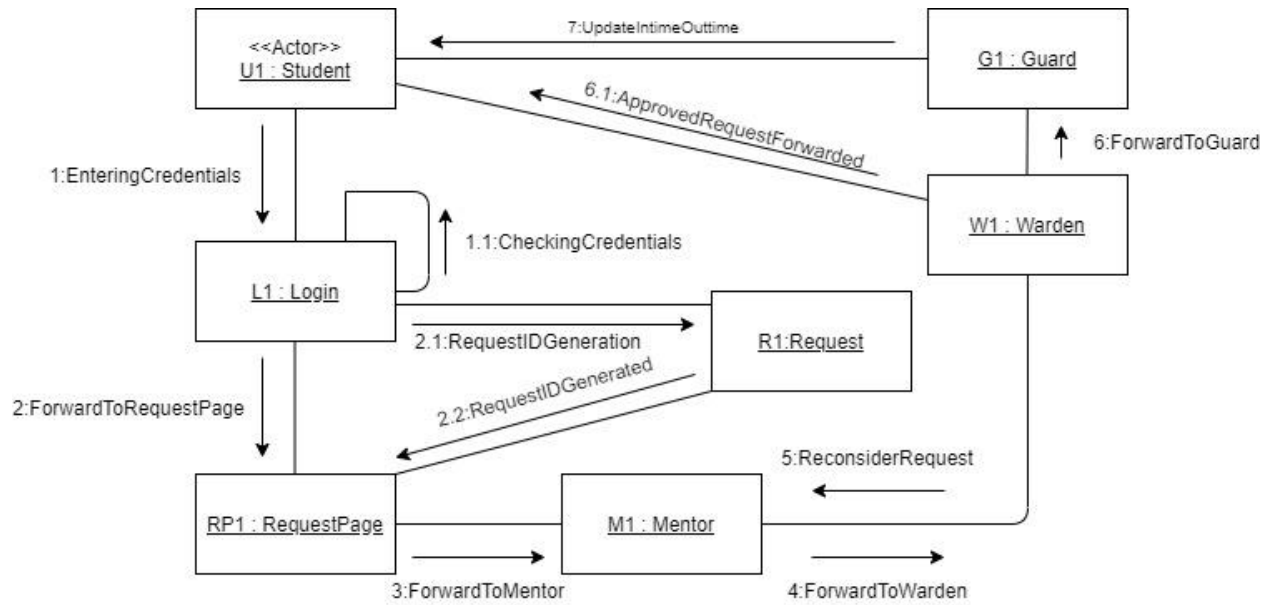 7:UpdateIntimeOuttime
<<Actor>>
U1 : Student
G1 : Guard
6.1:ApprovedRequestForwarded
6:ForwardToGuard
1:EnteringCredentials
W1 : Warden
1.1:CheckingCredentials
L1 : Login
2.1:RequestIDGeneration
R1:Request
2.2:RequestIDGenerated
2:ForwardToRequestPage
5:ReconsiderRequest
RP1 : RequestPage
M1 : Mentor
3:ForwardToMentor
4:ForwardToWarden